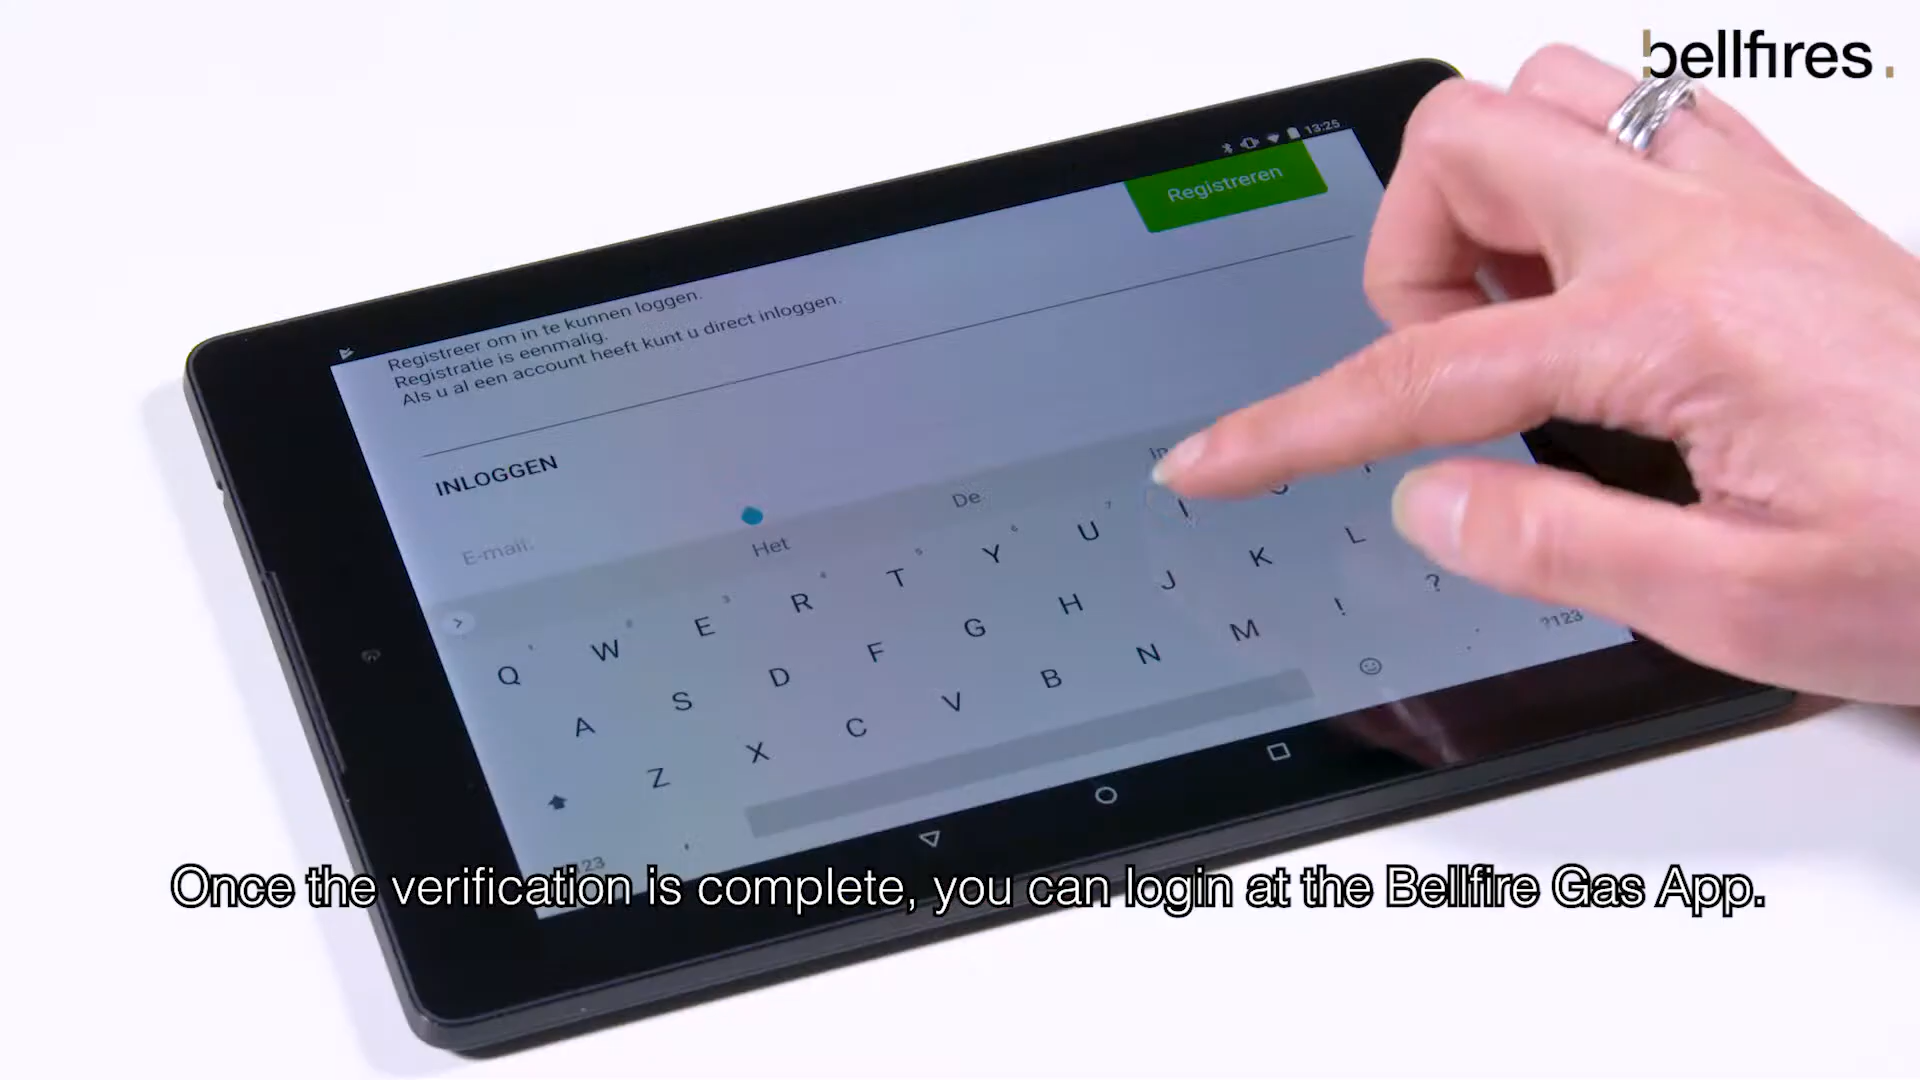 bellfires.
13:25
Registreren
Registreer om in te kunnen loggen.
Registratie is eenmalig.
Als u al een account heeft kunt u direct inloggen.
INLOGGEN
E-mail.
Het De
Q W E R T Y U I
A S D F G H J K L
Z X C V B N M ! ?
, . ?123
Once the verification is complete, you can login at the Bellfire Gas App.